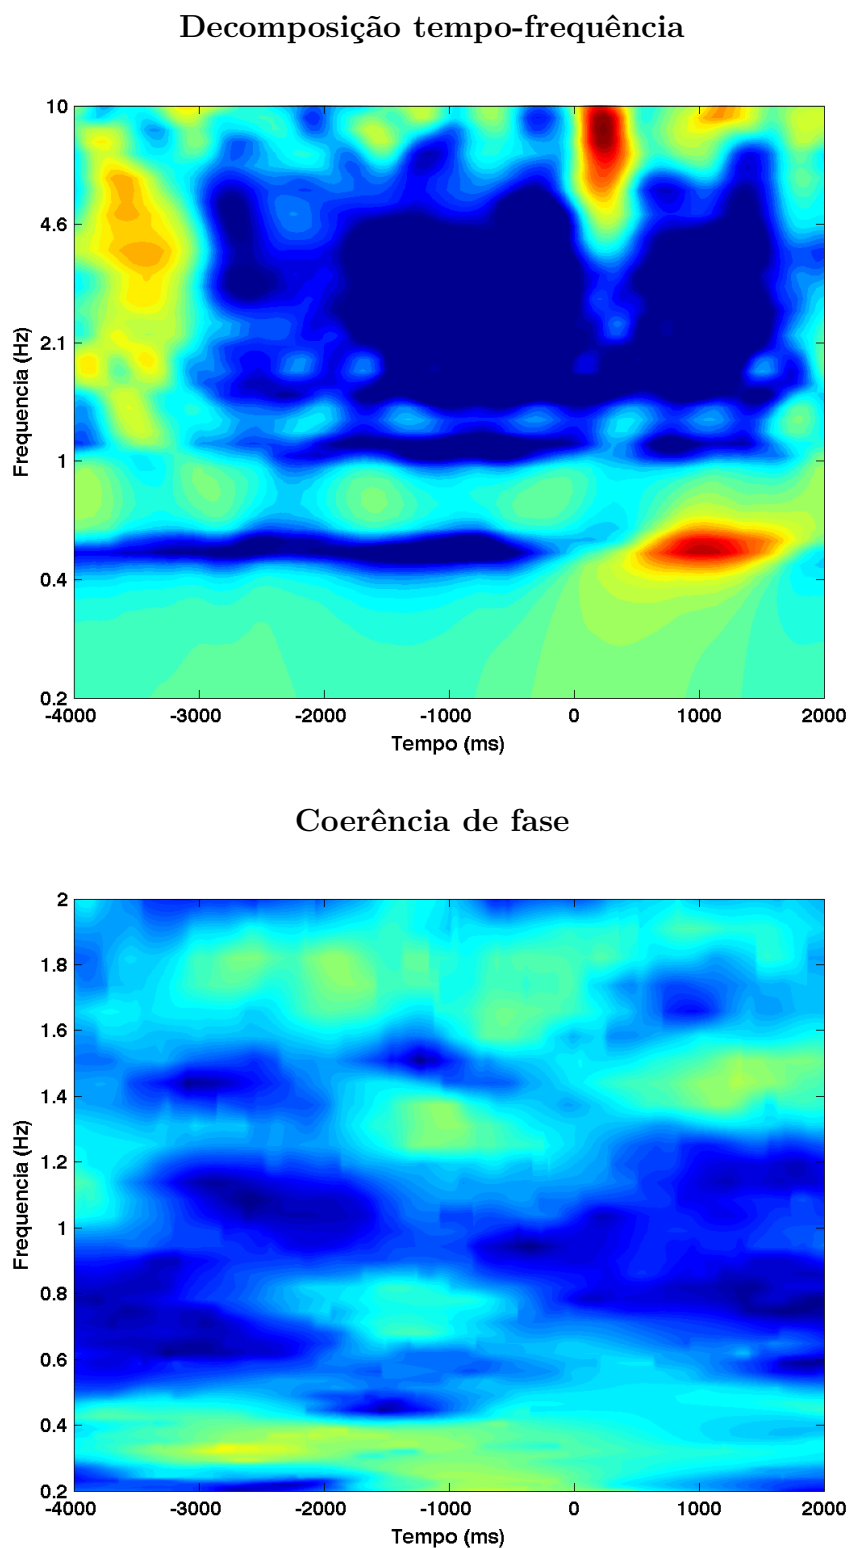 Decomposição tempo-frequência
10
4.6
2.1
1
0.4
0.2
Frequencia (Hz)
-4000 -3000 -2000 -1000 0 1000 2000
Tempo (ms)
Coerência de fase
2
1.8
1.6
1.4
1.2
1
0.8
0.6
0.4
0.2
Frequencia (Hz)
-4000 -3000 -2000 -1000 0 1000 2000
Tempo (ms)